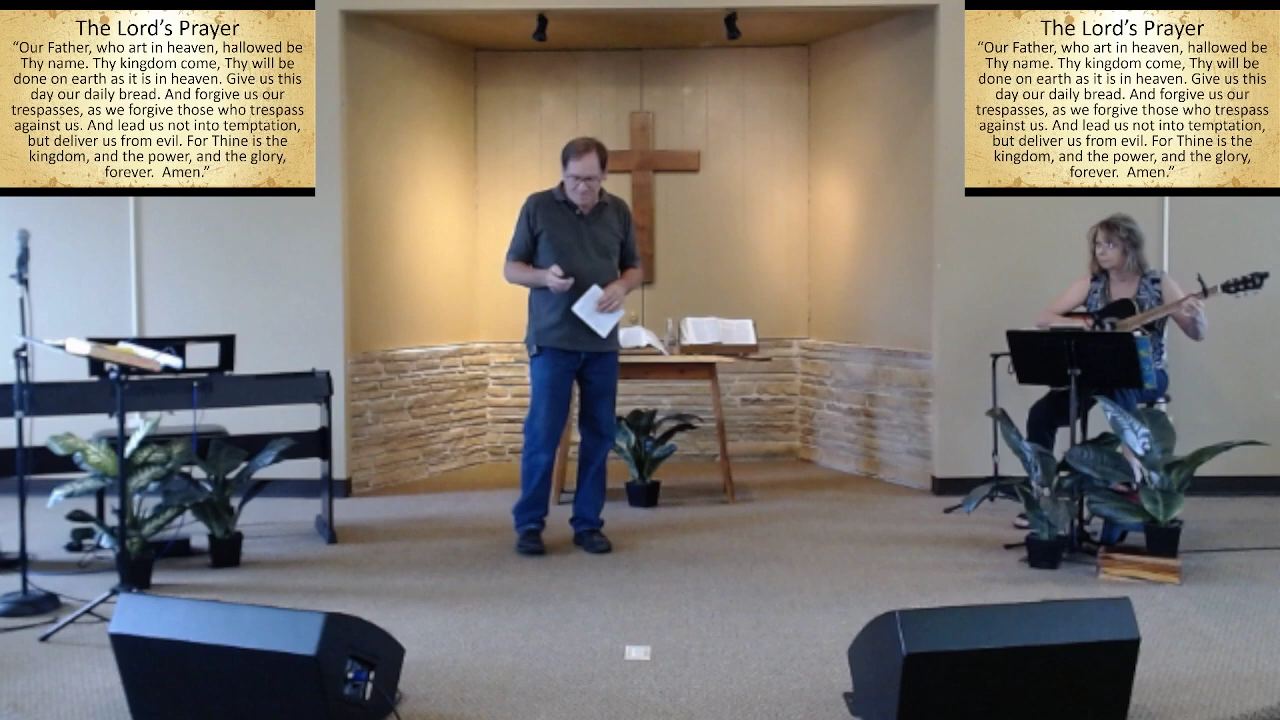 The Lord's Prayer
“Our Father, who art in heaven, hallowed be
Thy name. Thy kingdom come, Thy will be
done on earth as it is in heaven. Give us this
day our daily bread. And forgive us our
trespasses, as we forgive those who trespass
against us. And lead us not into temptation,
but deliver us from evil. For Thine is the
kingdom, and the power, and the glory,
forever.  Amen.”
The Lord's Prayer
“Our Father, who art in heaven, hallowed be
Thy name. Thy kingdom come, Thy will be
done on earth as it is in heaven. Give us this
day our daily bread. And forgive us our
trespasses, as we forgive those who trespass
against us. And lead us not into temptation,
but deliver us from evil. For Thine is the
kingdom, and the power, and the glory,
forever.  Amen.”